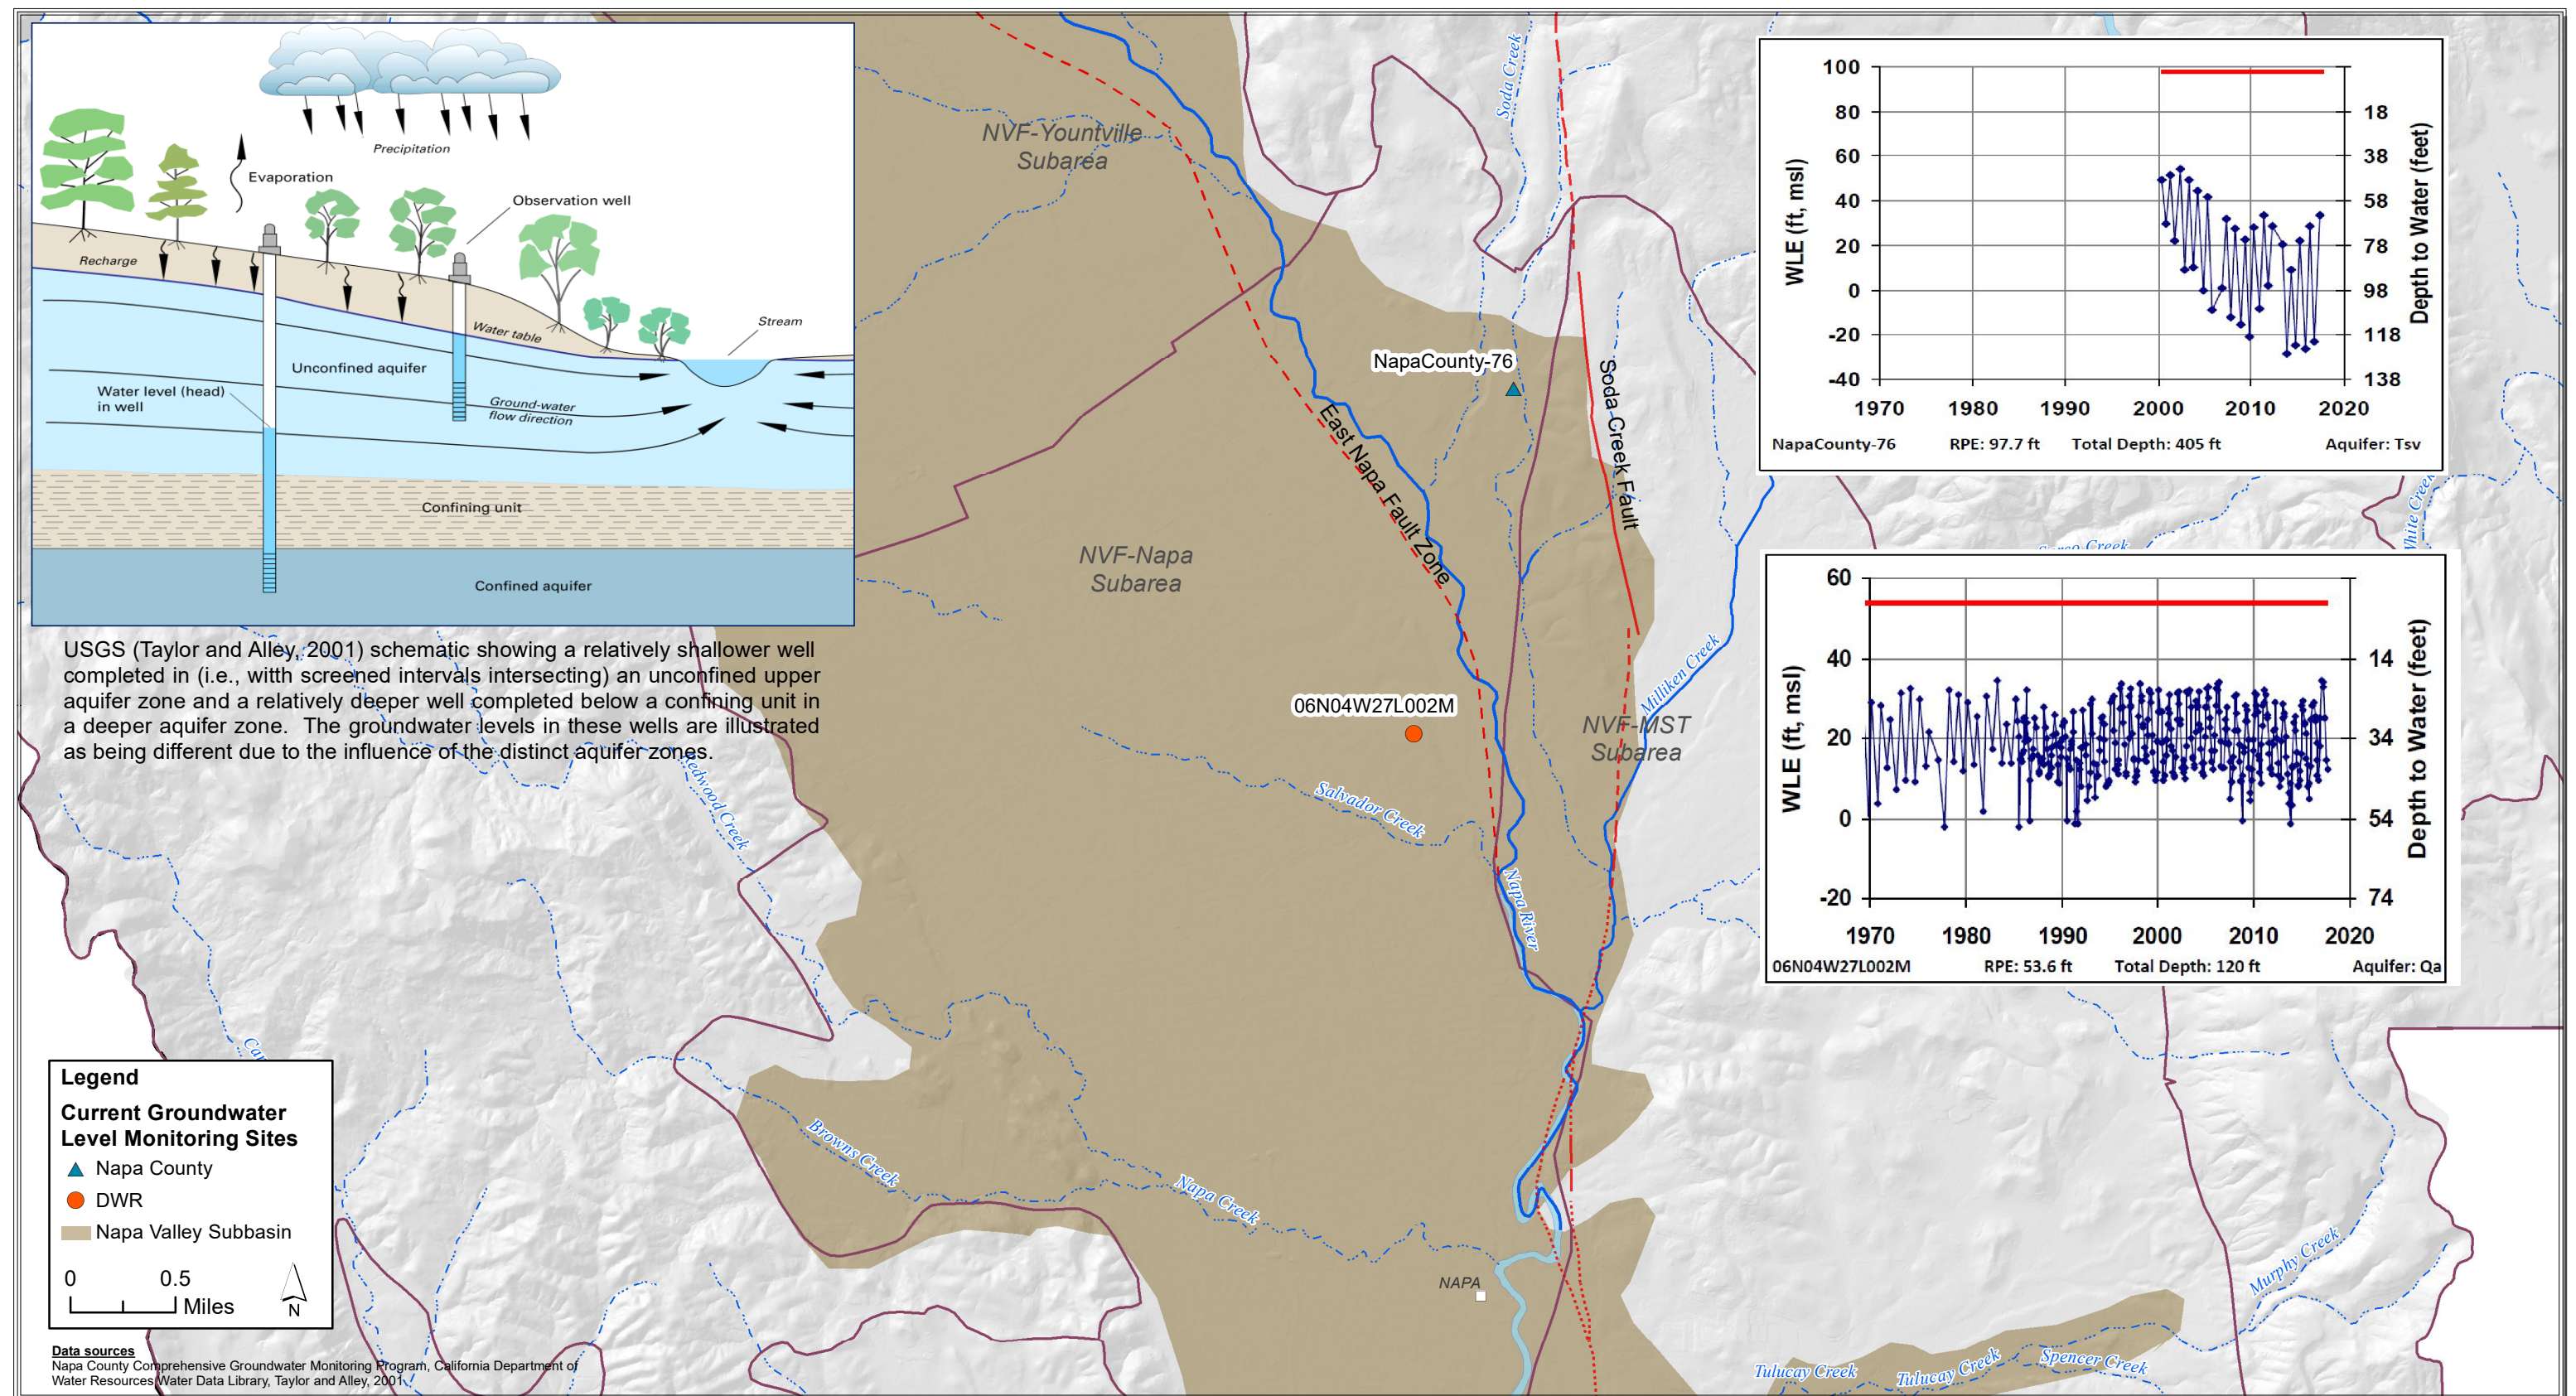 Precipitation
Evaporation
Observation well
Recharge
Water table
Stream
Unconfined aquifer
Water level (head)
in well
Ground-water
flow direction
Confining unit
Confined aquifer
USGS (Taylor and Alley, 2001) schematic showing a relatively shallower well
completed in (i.e., witth screened intervals intersecting) an unconfined upper
aquifer zone and a relatively deeper well completed below a confining unit in
a deeper aquifer zone. The groundwater levels in these wells are illustrated
as being different due to the influence of the distinct aquifer zones.
NVF-Yountville
Subarea
Soda Creek
NapaCounty-76
Soda Creek Fault
East Napa Fault Zone
NVF-Napa
Subarea
06N04W27L002M
NVF-MST
Subarea
Milliken Creek
Salvador Creek
Napa River
Redwood Creek
Browns Creek
Napa Creek
NAPA
Murphy Creek
Tulucay Creek
Tulucay Creek
Spencer Creek
White Creek
100
80
60
40
20
0
-20
-40
WLE (ft, msl)
18
38
58
78
98
118
138
Depth to Water (feet)
1970 1980 1990 2000 2010 2020
NapaCounty-76 RPE: 97.7 ft Total Depth: 405 ft Aquifer: Tsv
60
40
20
0
-20
WLE (ft, msl)
14
34
54
74
Depth to Water (feet)
1970 1980 1990 2000 2010 2020
06N04W27L002M RPE: 53.6 ft Total Depth: 120 ft Aquifer: Qa
Legend
Current Groundwater
Level Monitoring Sites
Napa County
DWR
Napa Valley Subbasin
0 0.5
Miles
N
Data sources
Napa County Comprehensive Groundwater Monitoring Program, California Department of
Water Resources Water Data Library, Taylor and Alley, 2001